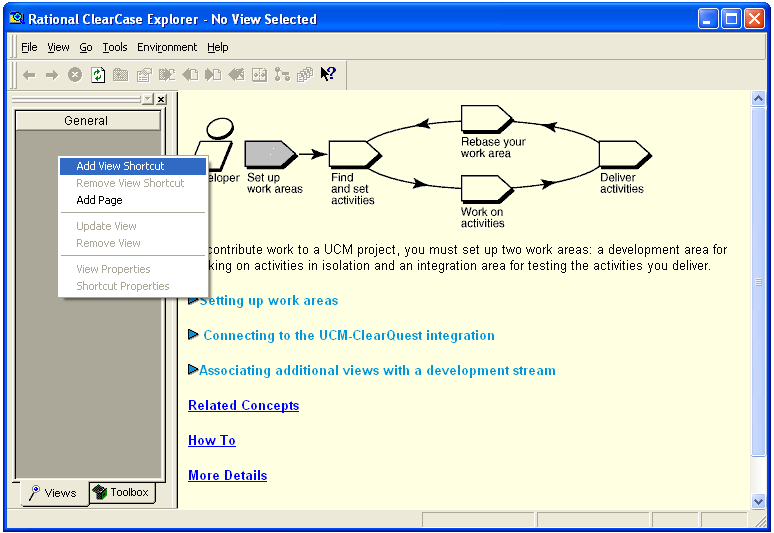 Rational ClearCase Explorer - No View Selected
File View Go Tools Environment Help
General
Add View Shortcut
Remove View Shortcut
Add Page
Update View
Remove View
View Properties
Shortcut Properties
Views
Toolbox
Set up
work areas
Find
and set
activities
Rebase your
work area
Work on
activities
Deliver
activities
contribute work to a UCM project, you must set up two work areas: a development area for
on activities in isolation and an integration area for testing the activities you deliver.
Setting up work areas
Connecting to the UCM-ClearQuest integration
Associating additional views with a development stream
Related Concepts
How To
More Details